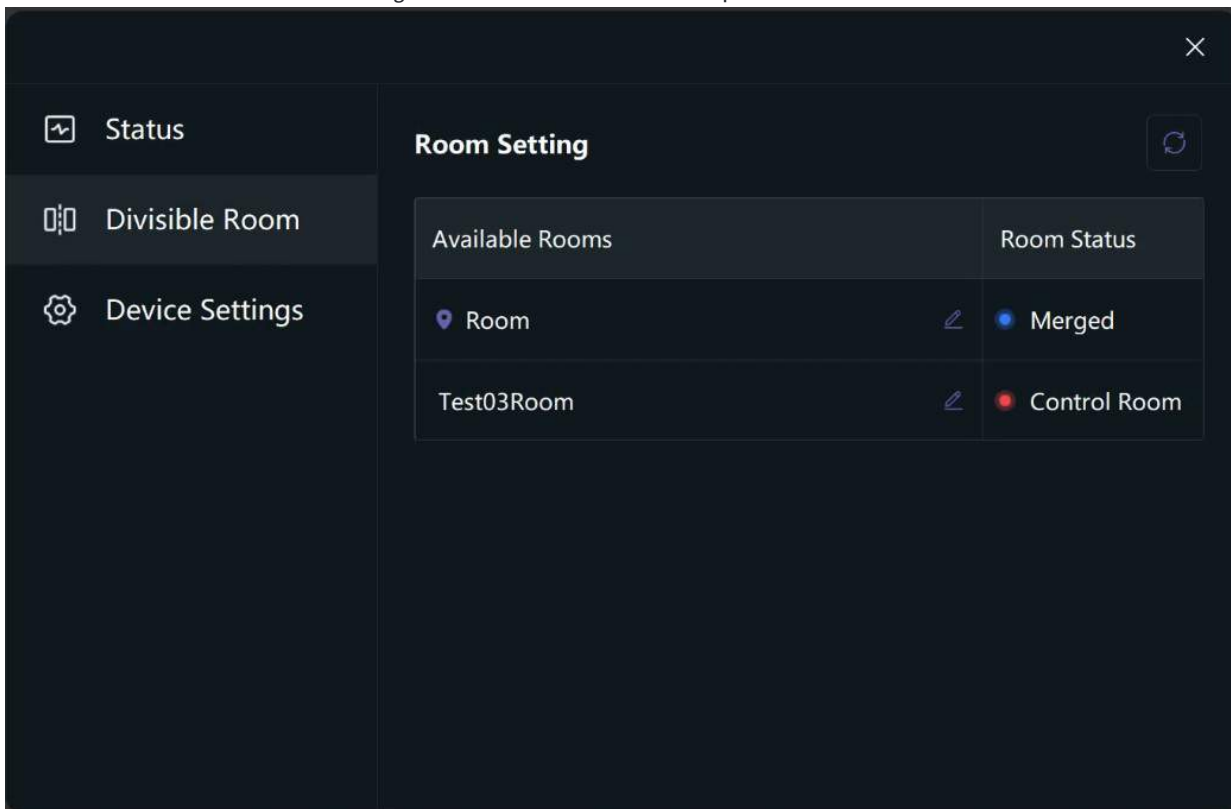 Status
Divisible Room
Device Settings
Room Setting
Available Rooms Room Status
Room Merged
Test03Room Control Room